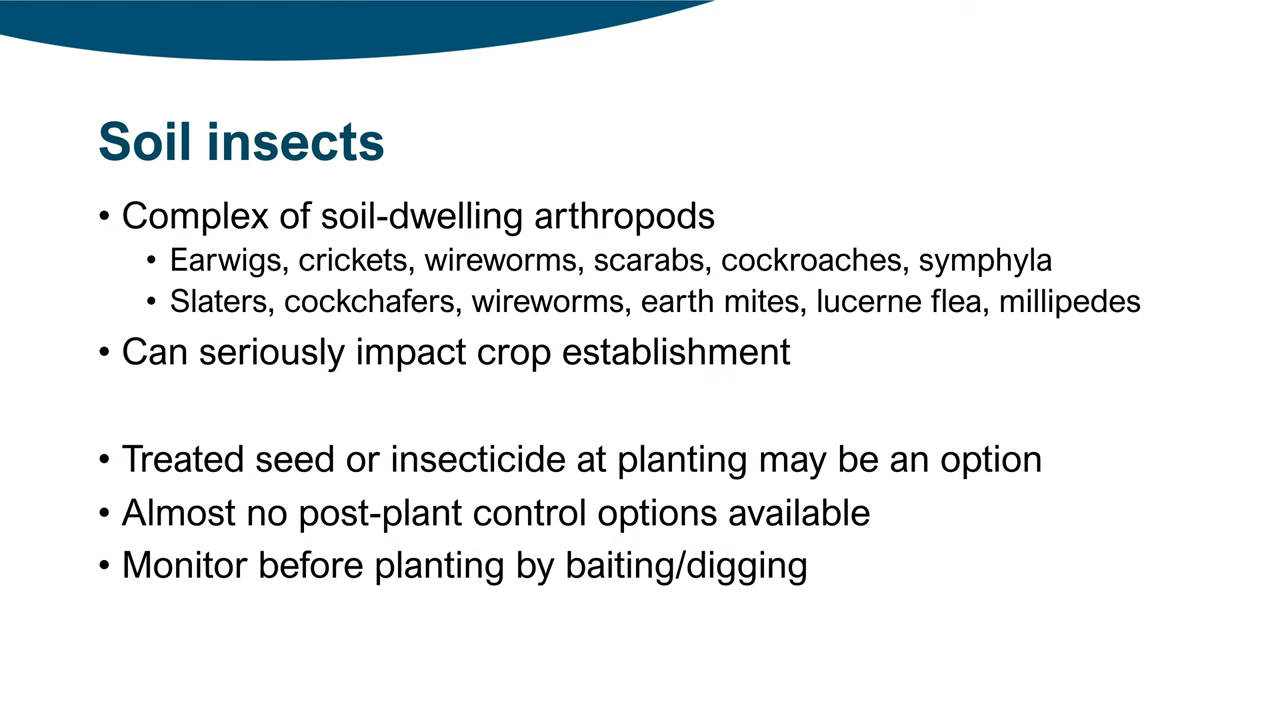 Soil insects
• Complex of soil-dwelling arthropods
• Earwigs, crickets, wireworms, scarabs, cockroaches, symphyla
• Slaters, cockchafers, wireworms, earth mites, lucerne flea, millipedes
• Can seriously impact crop establishment
• Treated seed or insecticide at planting may be an option
• Almost no post-plant control options available
• Monitor before planting by baiting/digging